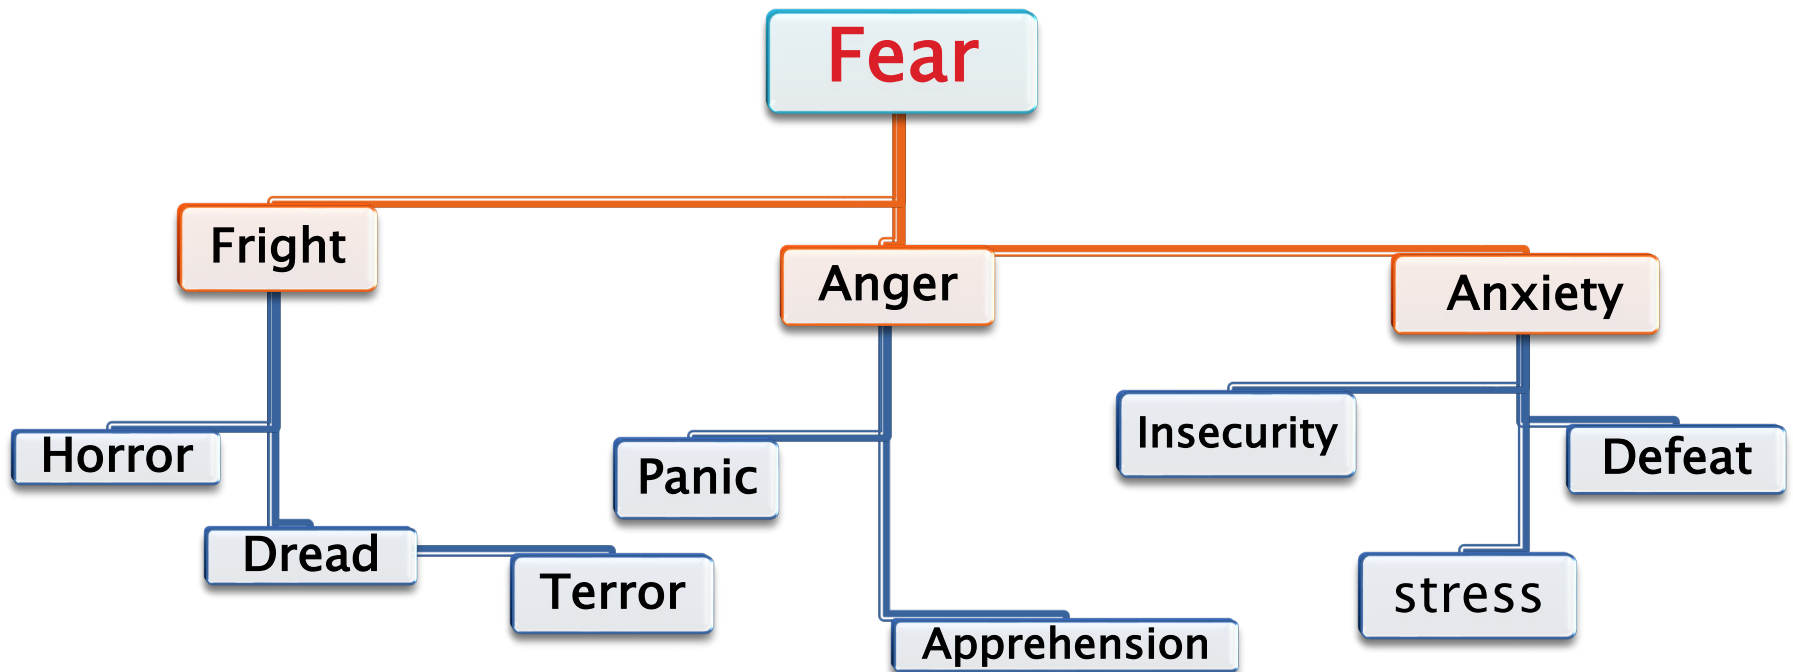 Fear
Fright
Anger
Anxiety
Horror
Panic
Insecurity
Defeat
Dread
Terror
stress
Apprehension